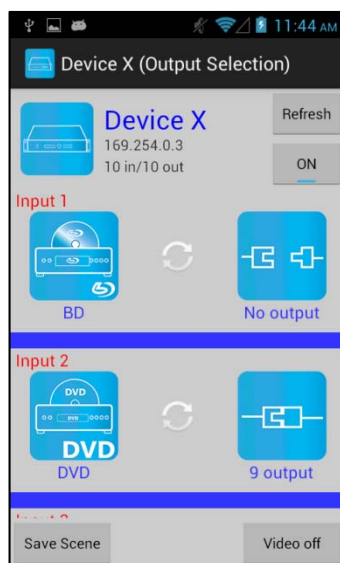 11:44 AM
Device X (Output Selection)
Device X
Refresh
169.254.0.3
10 in/10 out
ON
Input 1
BD
No output
Input 2
DVD
DVD
DVD
9 output
Save Scene
Video off